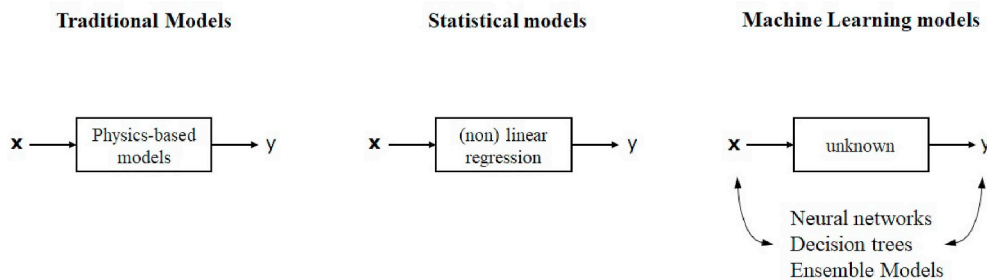 Traditional Models
Statistical models
Machine Learning models
x
Physics-based
models
y
x
(non) linear
regression
y
x
unknown
y
Neural networks
Decision trees
Ensemble Models